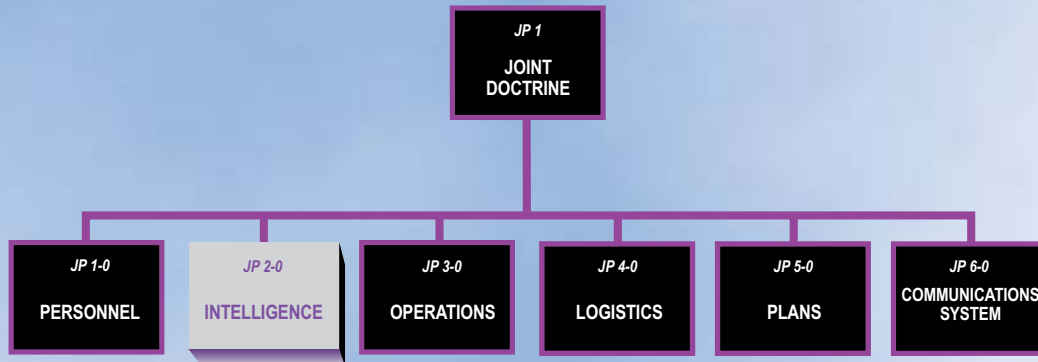 JP 1
JOINT
DOCTRINE
JP 1-0
PERSONNEL
JP 2-0
INTELLIGENCE
JP 3-0
OPERATIONS
JP 4-0
LOGISTICS
JP 5-0
PLANS
JP 6-0
COMMUNICATIONS
SYSTEM